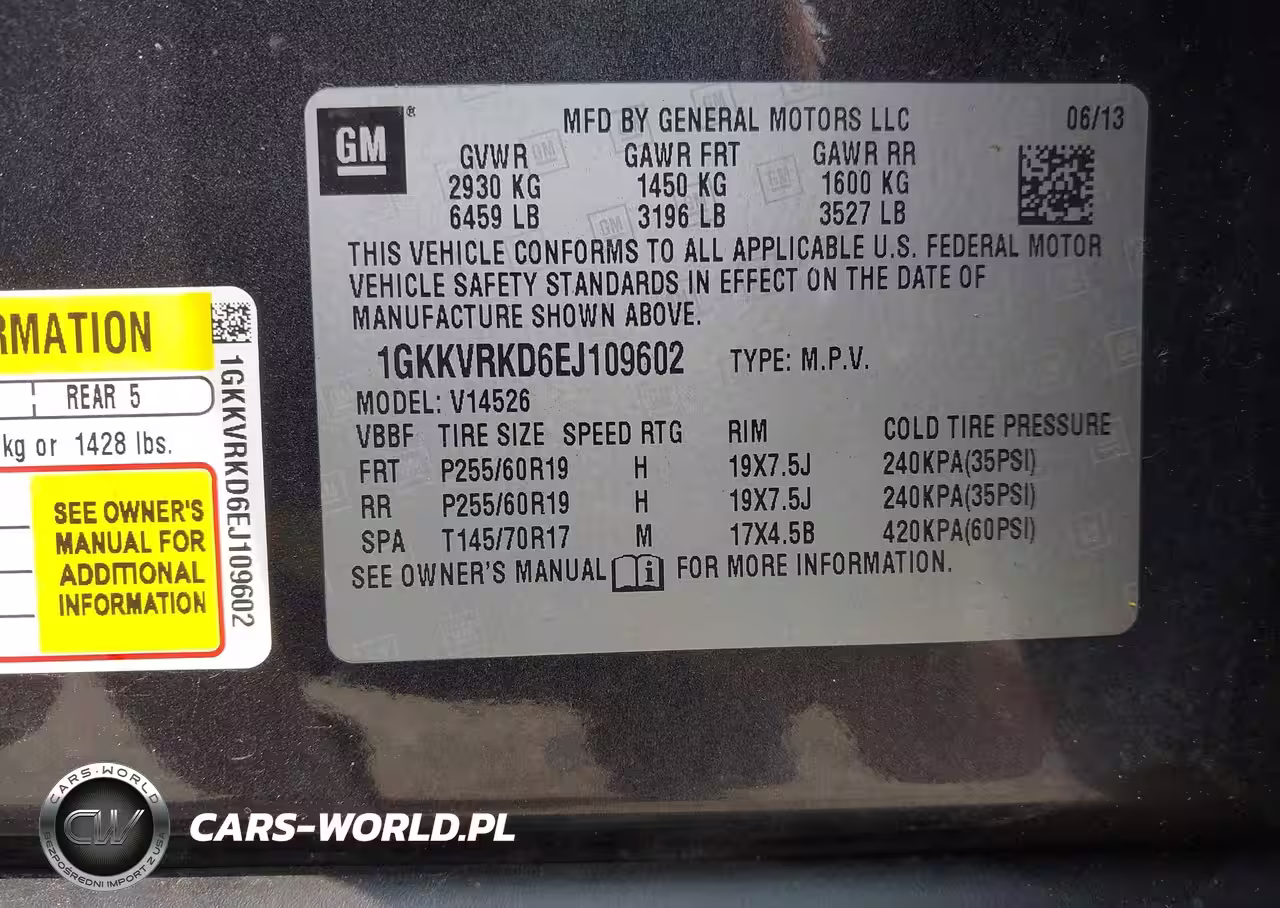 GM®
MFD BY GENERAL MOTORS LLC 06/13
GVWR GAWR FRT GAWR RR
2930 KG 1450 KG 1600 KG
6459 LB 3196 LB 3527 LB
THIS VEHICLE CONFORMS TO ALL APPLICABLE U.S. FEDERAL MOTOR
VEHICLE SAFETY STANDARDS IN EFFECT ON THE DATE OF
MANUFACTURE SHOWN ABOVE.
1GKKVRKD6EJ109602 TYPE: M.P.V.
MODEL: V14526
VBBF TIRE SIZE SPEED RTG RIM COLD TIRE PRESSURE
FRT P255/60R19 H 19X7.5J 240KPA(35PSI)
RR P255/60R19 H 19X7.5J 240KPA(35PSI)
SPA T145/70R17 M 17X4.5B 420KPA(60PSI)
SEE OWNER'S MANUAL i FOR MORE INFORMATION.
RMATION
REAR 5
kg or 1428 lbs.
SEE OWNER'S
MANUAL FOR
ADDITIONAL
INFORMATION
1GKKVRKD6EJ109602
CARS-WORLD
CW
BEZPOŚREDNI IMPORT Z USA
CARS-WORLD.PL